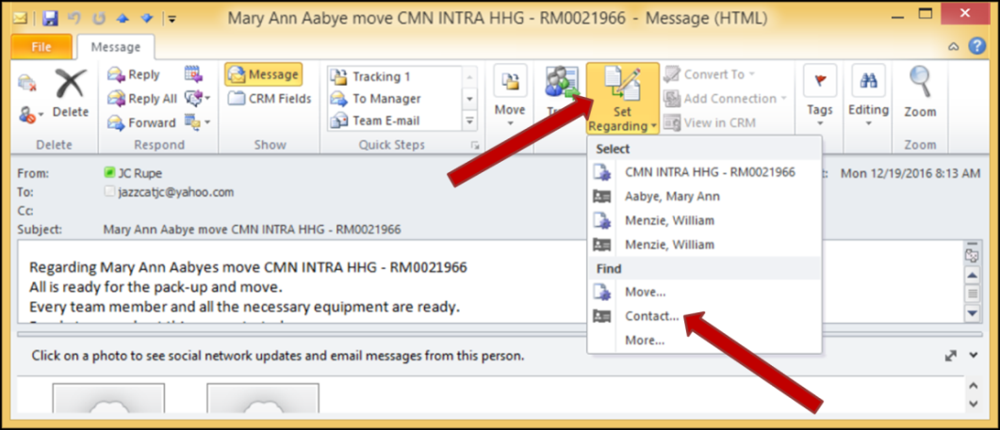 Mary Ann Aabye move CMN INTRA HHG - RM0021966 - Message (HTML)
File
Message
Delete
Delete
Reply
Reply All
Forward
Respond
Message
CRM Fields
Show
Tracking 1
To Manager
Team E-mail
Quick Steps
Move
Set
Regarding
Convert To
Add Connection
View in CRM
Tags
Editing
Zoom
Zoom
Select
CMN INTRA HHG - RM0021966
Aabye, Mary Ann
Menzie, William
Menzie, William
Find
Move...
Contact...
More...
From: JC Rupe
Mon 12/19/2016 8:13 AM
To: jazzcatjc@yahoo.com
Cc:
Subject: Mary Ann Aabye move CMN INTRA HHG - RM0021966
Regarding Mary Ann Aabyes move CMN INTRA HHG - RM0021966
All is ready for the pack-up and move.
Every team member and all the necessary equipment are ready.
Click on a photo to see social network updates and email messages from this person.